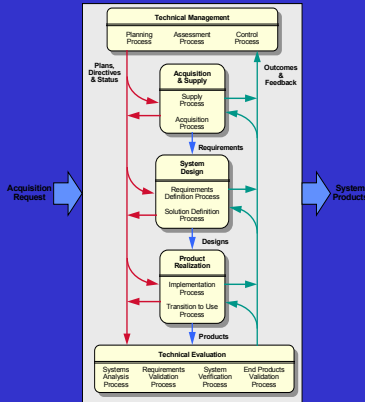 Technical Management
Planning Process
Assessment Process
Control Process
Plans,
Directives
& Status
Outcomes
&
Feedback
Acquisition
& Supply
Supply
Process
Acquisition
Process
Requirements
Acquisition
Request
System
Design
Requirements
Definition Process
Solution Definition
Process
System
Products
Designs
Product
Realization
Implementation
Process
Transition to Use
Process
Products
Technical Evaluation
Systems
Analysis
Process
Requirements
Validation
Process
System
Verification
Process
End Products
Validation
Process